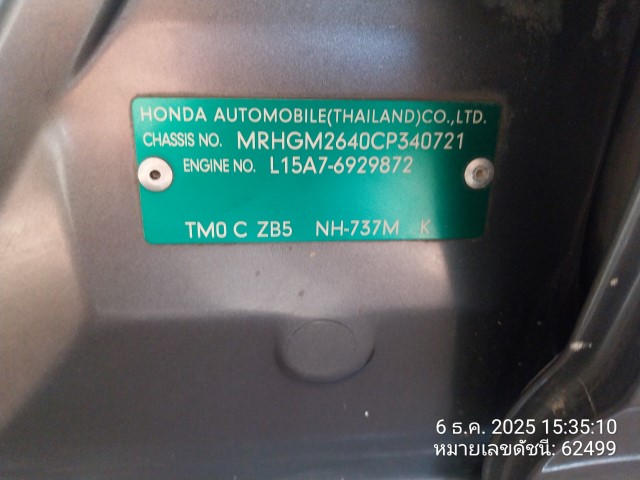 HONDA AUTOMOBILE(THAILAND)CO.,LTD.
CHASSIS NO. MRHGM2640CP340721
ENGINE NO. L15A7-6929872
TM0 C ZB5 NH-737M K
6 ธ.ค. 2025 15:35:10
หมายเลขดัชนี: 62499